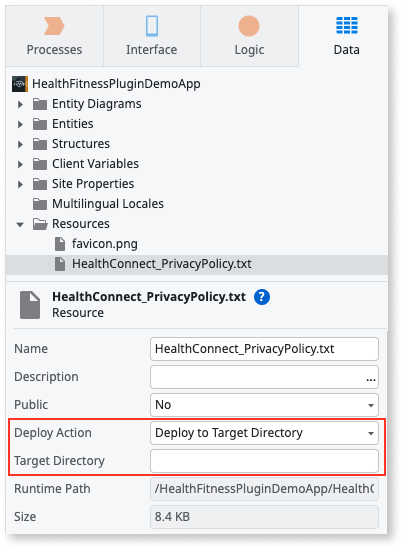 Processes Interface Logic Data
HealthFitnessPluginDemoApp
Entity Diagrams
Entities
Structures
Client Variables
Site Properties
Multilingual Locales
Resources
favicon.png
HealthConnect_PrivacyPolicy.txt
HealthConnect_PrivacyPolicy.txt ?
Resource
Name HealthConnect_PrivacyPolicy.txt
Description ...
Public No
Deploy Action Deploy to Target Directory
Target Directory
Runtime Path /HealthFitnessPluginDemoApp/HealthC
Size 8.4 KB